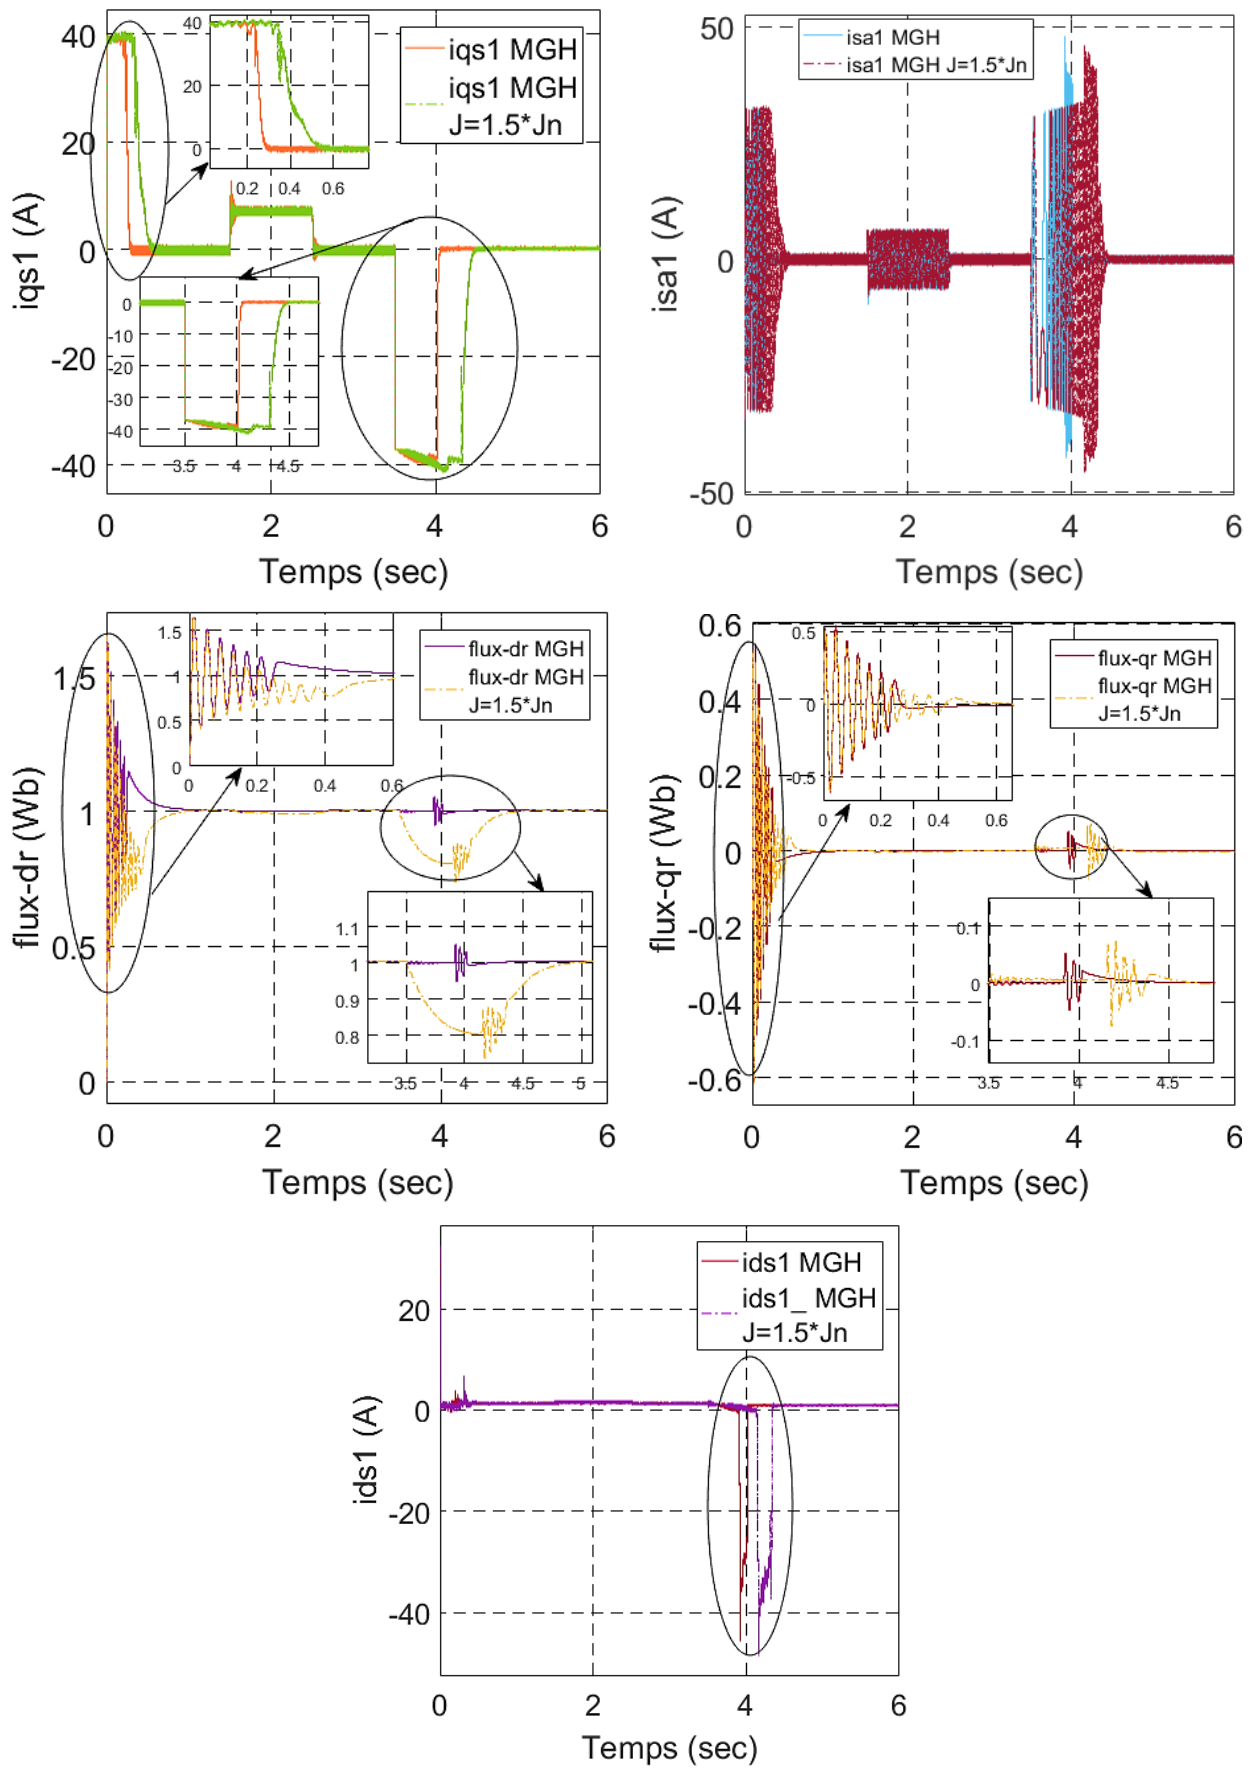 40
20
0
-20
-40
iqs1 (A)
40
20
0
0.2 0.4 0.6
iqs1 MGH
iqs1 MGH
J=1.5*Jn
0
-10
-20
-30
-40
3.5 4 4.5
0 2 4 6
Temps (sec)
50
0
-50
isa1 (A)
isa1 MGH
isa1 MGH J=1.5*Jn
0 2 4 6
Temps (sec)
1.5
1
0.5
0
flux-dr (Wb)
1.5
1
0.5
0
0 0.2 0.4 0.6
flux-dr MGH
flux-dr MGH
J=1.5*Jn
1.1
1
0.9
0.8
3.5 4 4.5 5
0 2 4 6
Temps (sec)
0.6
0.4
0.2
0
-0.2
-0.4
-0.6
flux-qr (Wb)
0.5
0
-0.5
0 0.2 0.4 0.6
flux-qr MGH
flux-qr MGH
J=1.5*Jn
0.1
0
-0.1
3.5 4 4.5
0 2 4 6
Temps (sec)
20
0
-20
-40
ids1 (A)
ids1 MGH
ids1_ MGH
J=1.5*Jn
0 2 4 6
Temps (sec)